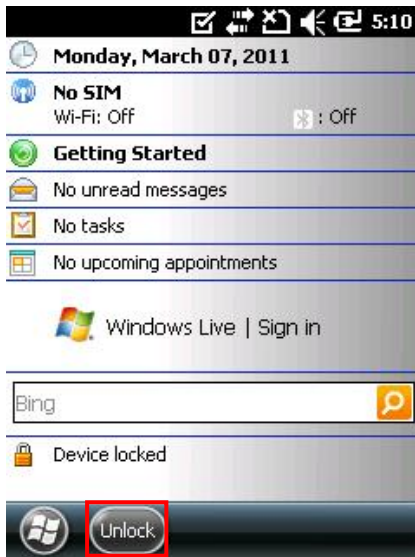 5:10
Monday, March 07, 2011
No SIM
Wi-Fi: Off : Off
Getting Started
No unread messages
No tasks
No upcoming appointments
Windows Live | Sign in
Bing
Device locked
Unlock